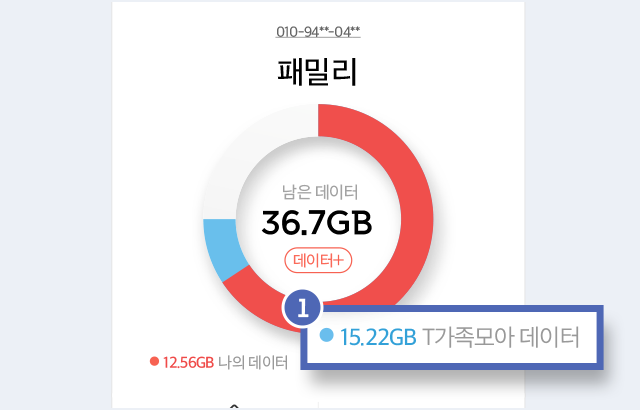 010-94**-04**
패밀리
남은 데이터
36.7GB
데이터+
1
15.22GB T가족모아 데이터
12.56GB 나의 데이터